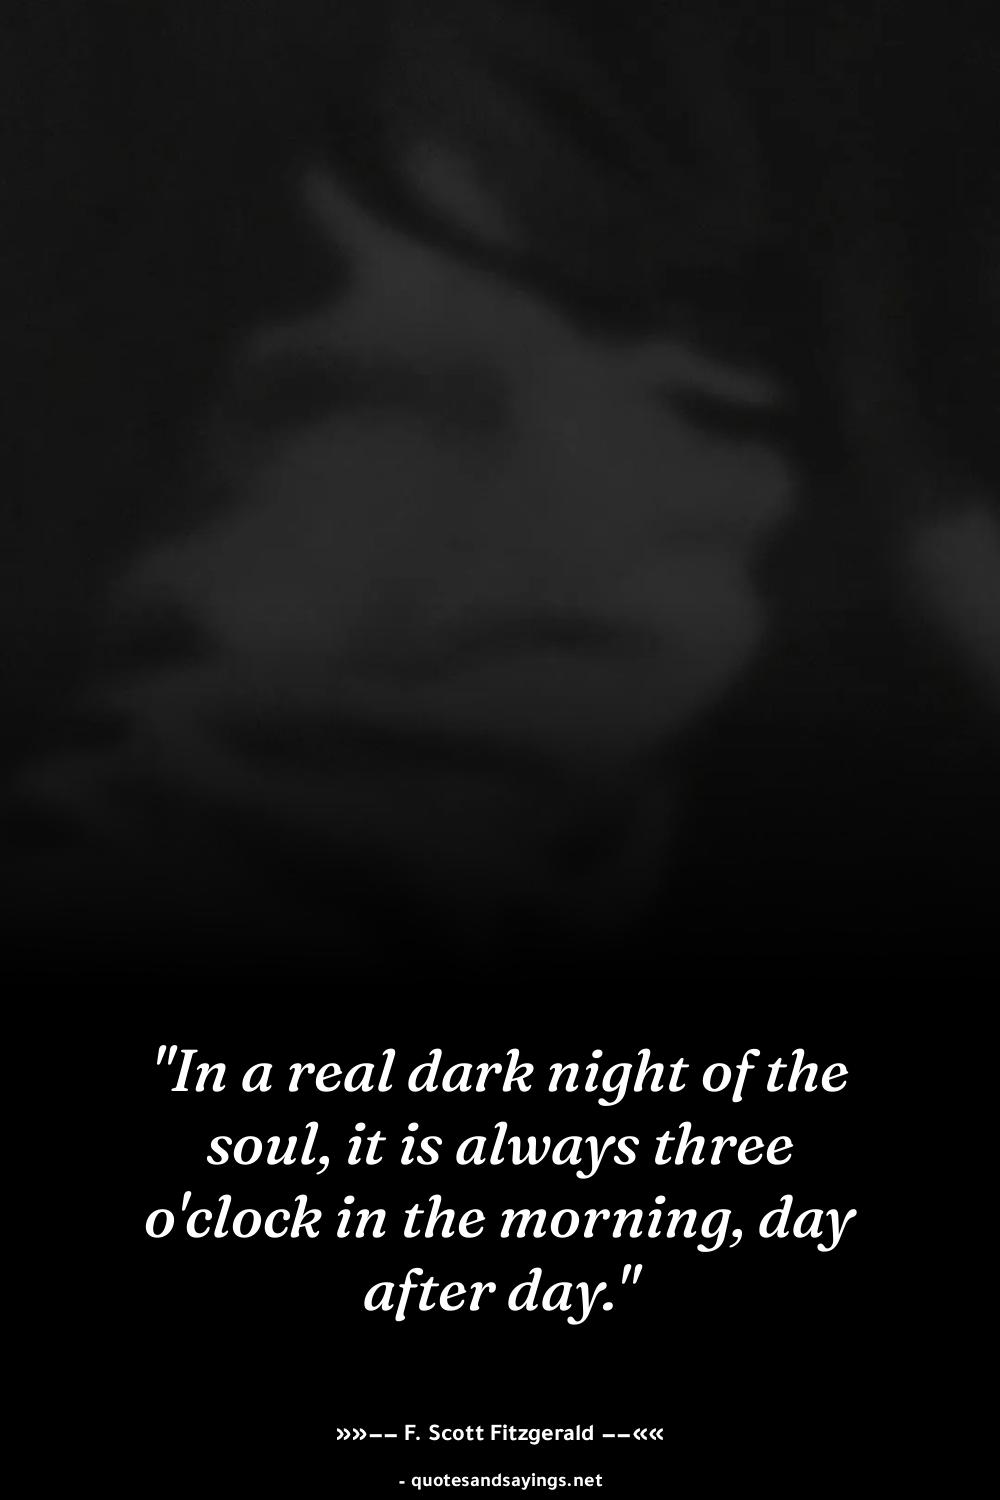 "In a real dark night of the
soul, it is always three
o'clock in the morning, day
after day."
»»−− F. Scott Fitzgerald −−««
- quotesandsayings.net